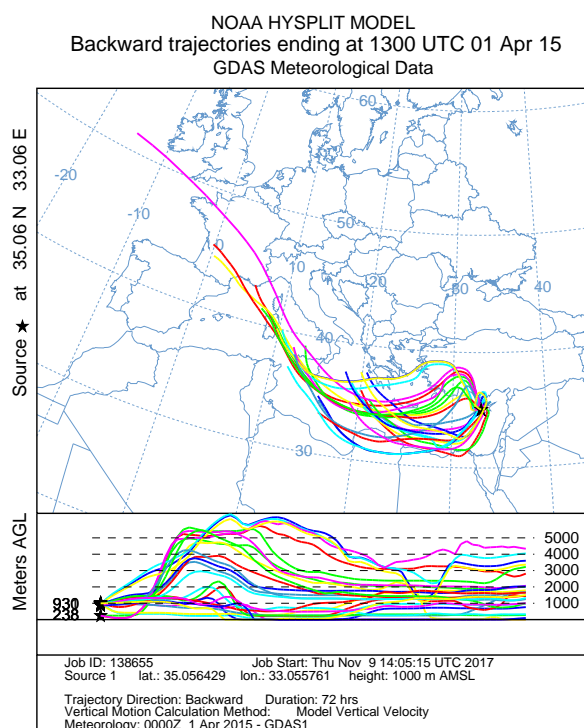 NOAA HYSPLIT MODEL
Backward trajectories ending at 1300 UTC 01 Apr 15
GDAS Meteorological Data
Source ★ at 35.06 N 33.06 E
-20
-10
0
10
20
30
40
60
50
40
30
Meters AGL
5000
4000
3000
2000
1000
930
238
Job ID: 138655 Job Start: Thu Nov 9 14:05:15 UTC 2017
Source 1 lat.: 35.056429 lon.: 33.055761 height: 1000 m AMSL
Trajectory Direction: Backward Duration: 72 hrs
Vertical Motion Calculation Method: Model Vertical Velocity
Meteorology: 0000Z 1 Apr 2015 - GDAS1